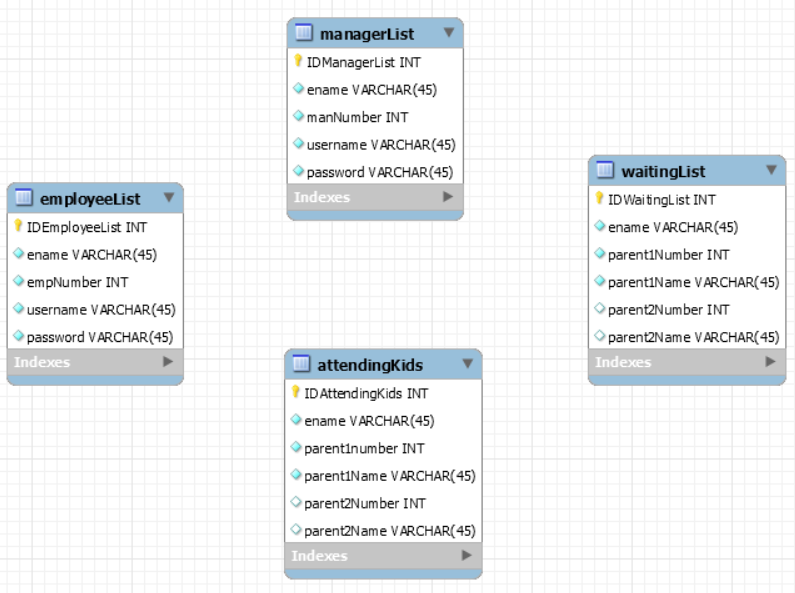 managerList
IDManagerList INT
ename VARCHAR(45)
manNumber INT
username VARCHAR(45)
password VARCHAR(45)
Indexes
employeeList
IDEmployeeList INT
ename VARCHAR(45)
empNumber INT
username VARCHAR(45)
password VARCHAR(45)
Indexes
waitingList
IDWaitingList INT
ename VARCHAR(45)
parent1Number INT
parent1Name VARCHAR(45)
parent2Number INT
parent2Name VARCHAR(45)
Indexes
attendingKids
IDAttendingKids INT
ename VARCHAR(45)
parent1number INT
parent1Name VARCHAR(45)
parent2Number INT
parent2Name VARCHAR(45)
Indexes